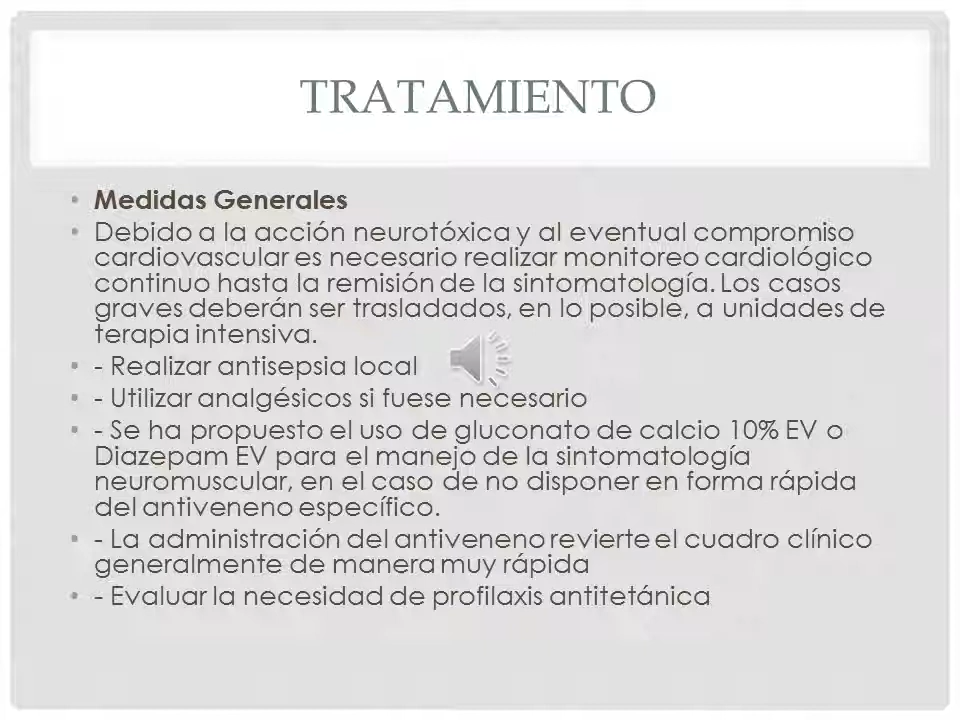 TRATAMIENTO
• Medidas Generales
• Debido a la acción neurotóxica y al eventual compromiso
cardiovascular es necesario realizar monitoreo cardiológico
continuo hasta la remisión de la sintomatología. Los casos
graves deberán ser trasladados, en lo posible, a unidades de
terapia intensiva.
• - Realizar antisepsia local
• - Utilizar analgésicos si fuese necesario
• - Se ha propuesto el uso de gluconato de calcio 10% EV o
Diazepam EV para el manejo de la sintomatología
neuromuscular, en el caso de no disponer en forma rápida
del antiveneno específico.
• - La administración del antiveneno revierte el cuadro clínico
generalmente de manera muy rápida
• - Evaluar la necesidad de profilaxis antitetánica